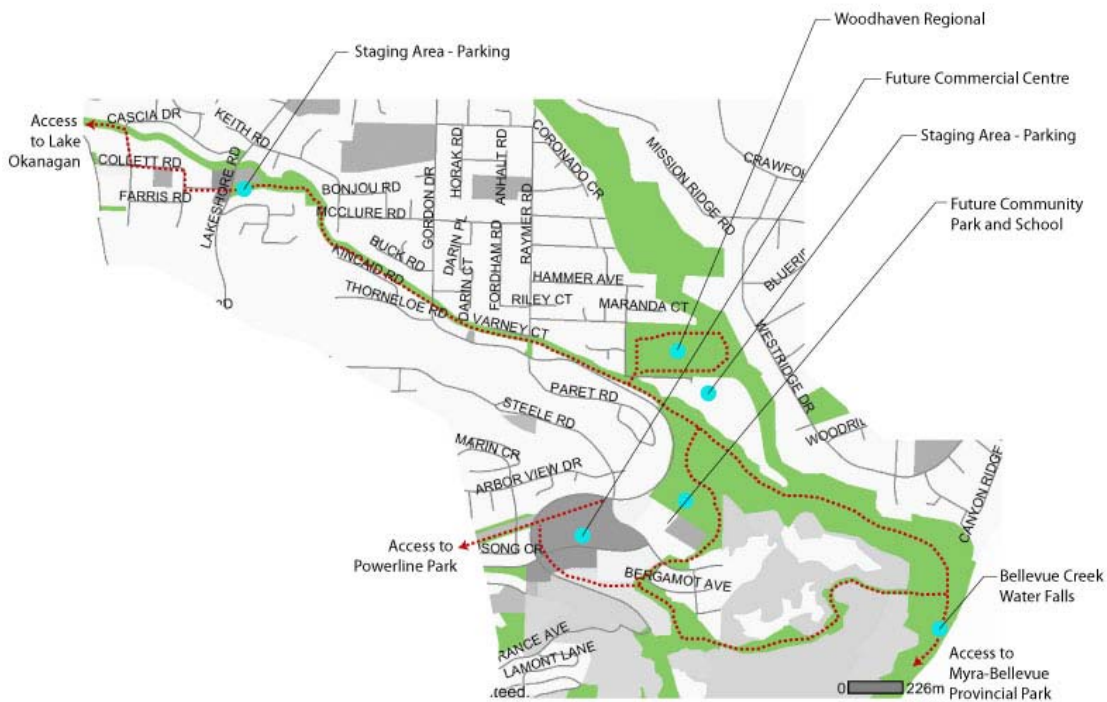 Woodhaven Regional
Staging Area - Parking
Future Commercial Centre
Access
to Lake
Okanagan
CASCIA DR
KEITH RD
COLLETT RD
FARRIS RD
LAKESHORE RD
BONJOU RD
MCCLURE RD
GORDON DR
HORAK RD
ANHALT RD
CORONADO CR
MISSION RIDGE RD
CRAWFO
Staging Area - Parking
Future Community
Park and School
BUCK RD
KINCAID RD
THORNELOE RD
DARIN PL
DARIN CT
FORDHAM RD
RAYMER RD
HAMMER AVE
RILEY CT
MARANDA CT
BLUERI
VARNEY CT
WESTRIDGE DR
PARET RD
STEELE RD
WOODRIL
MARIN CR
ARBOR VIEW DR
CANYON RIDGE
Access to
Powerline Park
SONG CR
BERGAMOT AVE
Bellevue Creek
Water Falls
RANCE AVE
LAMONT LANE
.teed.
0 226m
Access to
Myra-Bellevue
Provincial Park